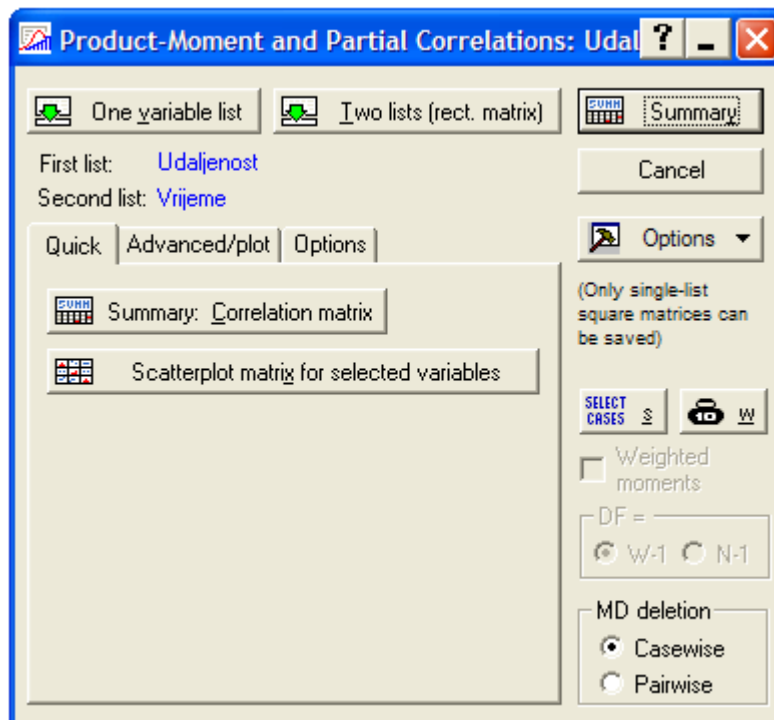 Product-Moment and Partial Correlations: Udal
One variable list
Two lists (rect. matrix)
Summary
First list: Udaljenost
Second list: Vrijeme
Cancel
Quick
Advanced/plot
Options
Options
Summary: Correlation matrix
Scatterplot matrix for selected variables
(Only single-list
square matrices can
be saved)
SELECT
CASES S
W
Weighted
moments
DF =
W-1 N-1
MD deletion
Casewise
Pairwise